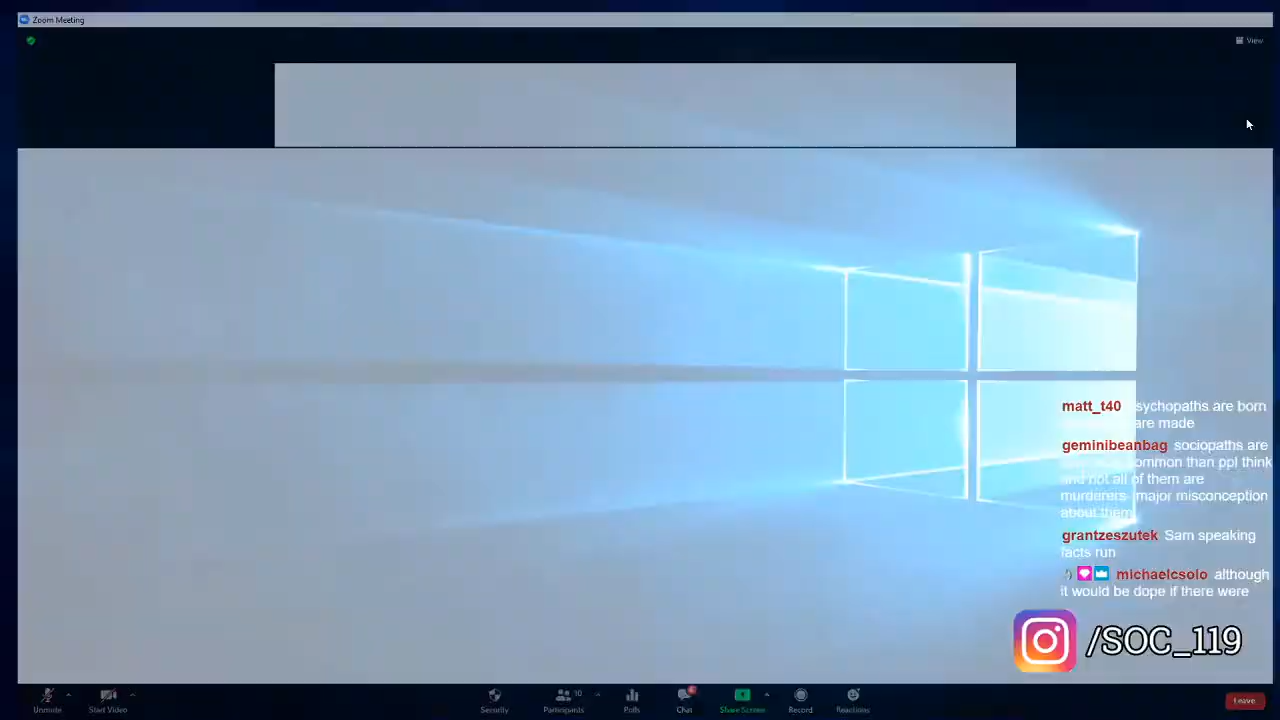 Zoom Meeting
View
matt_t40 sychopaths are born
are made
geminibeanbag sociopaths are
common than ppl think
and not all of them are
murderers major misconception
about them
grantzeszutek Sam speaking
facts run
michaelcsolo although
it would be dope if there were
/SOC_119
Unmute
Start Video
Security
Participants
10
Polls
Chat
Share Screen
Record
Reactions
Leave